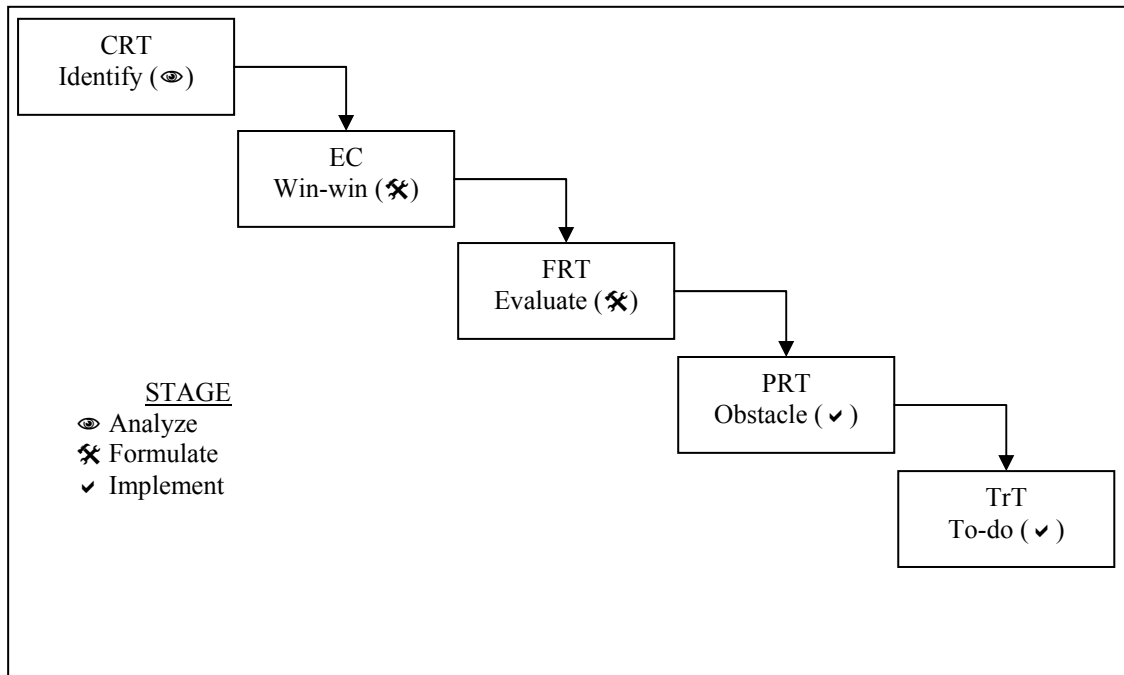 CRT
Identify (👁)
EC
Win-win (🛠)
FRT
Evaluate (🛠)
PRT
Obstacle (✓)
TrT
To-do (✓)
STAGE
👁 Analyze
🛠 Formulate
✓ Implement